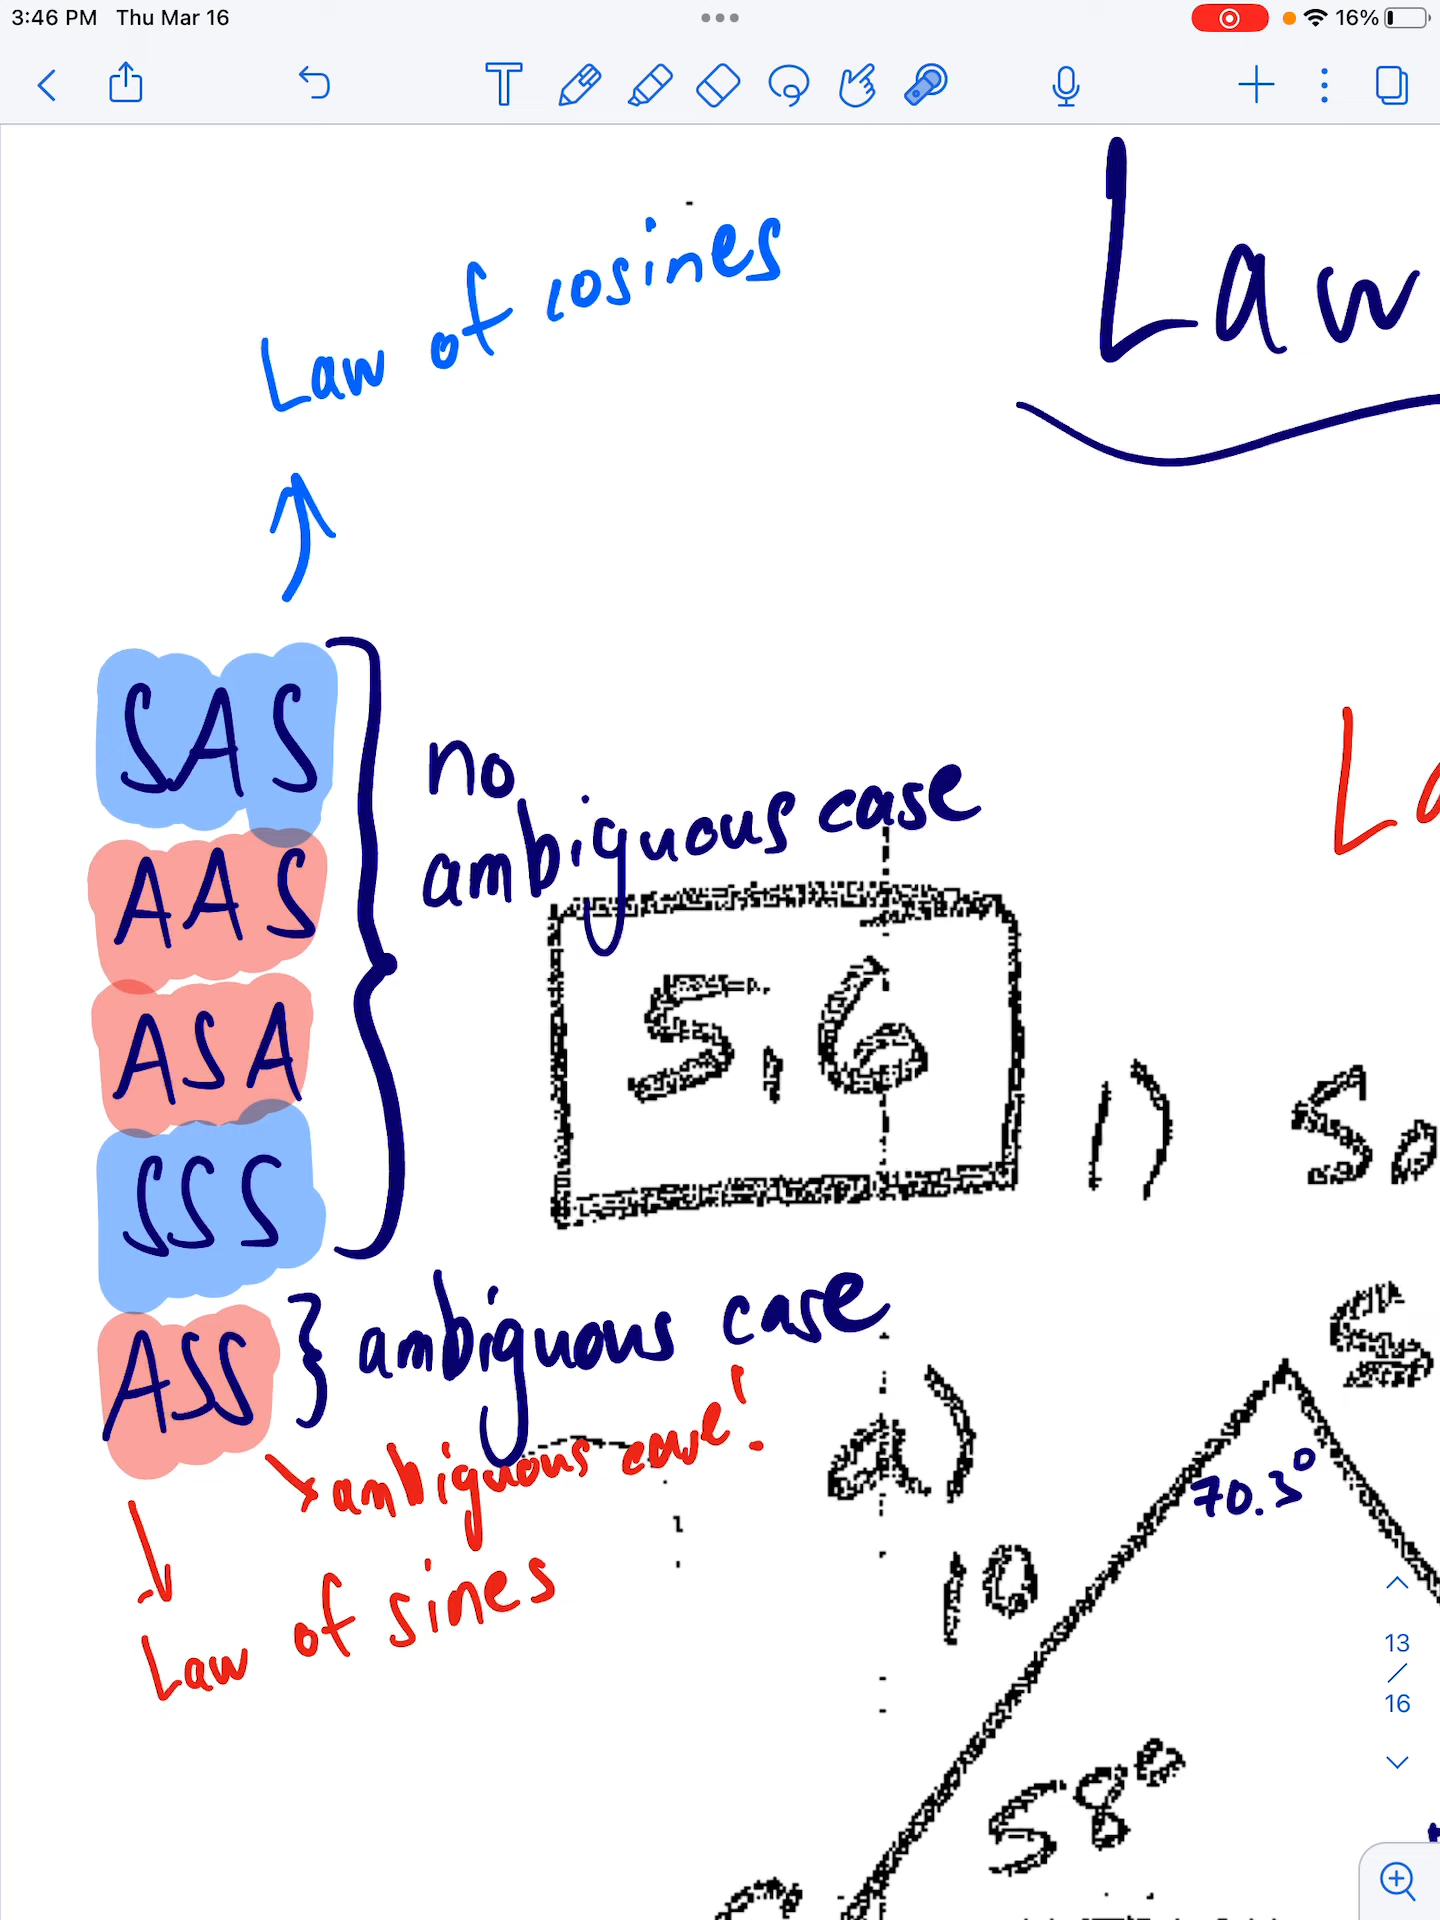 3:46 PM Thu Mar 16
16%
T
Law
Law of cosines
SAS
no
ambiguous case
AAS
5.6
ASA
1)
SSS
ASS } ambiguous case
ambiguous case!
a)
70.3°
10
Law of sines
13
/
16
58°